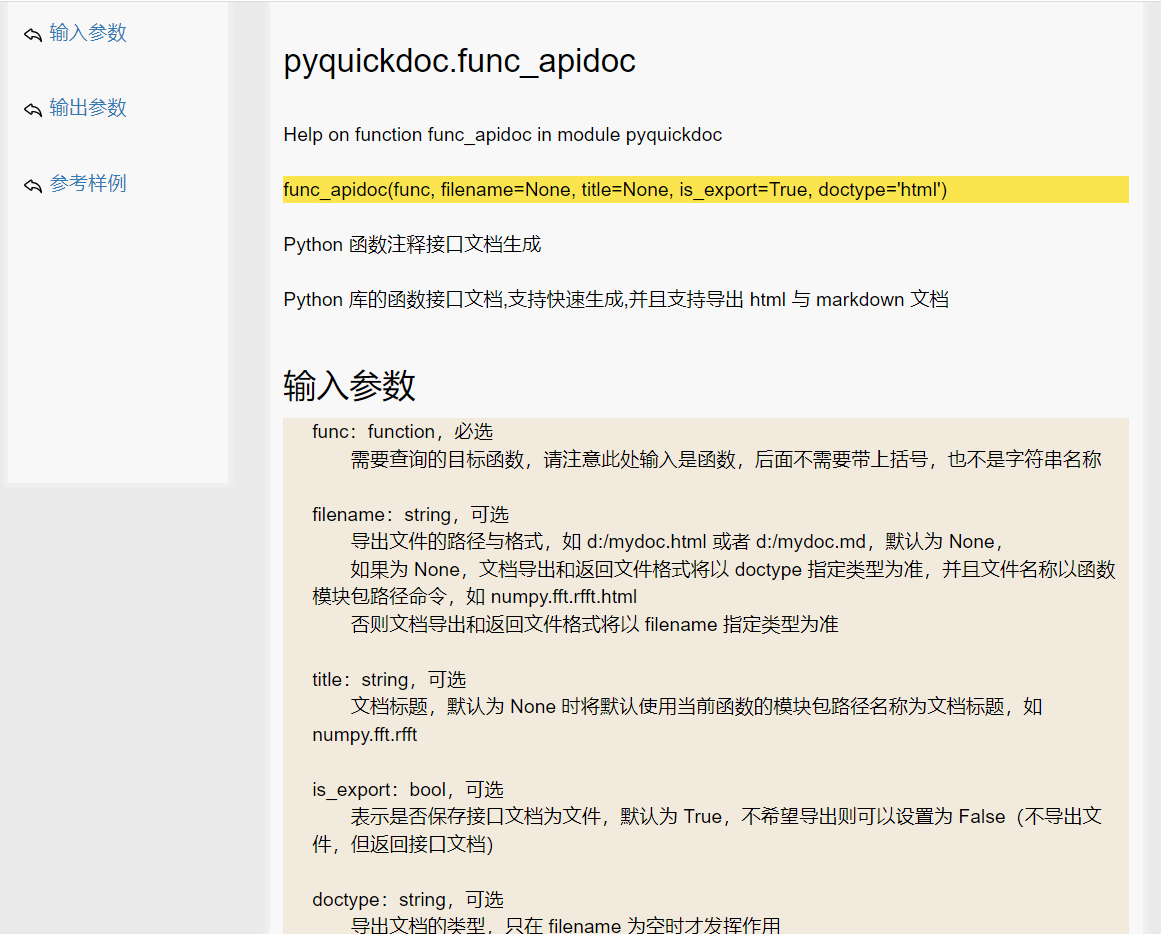 输入参数
输出参数
参考样例
pyquickdoc.func_apidoc
Help on function func_apidoc in module pyquickdoc
func_apidoc(func, filename=None, title=None, is_export=True, doctype='html')
Python 函数注释接口文档生成
Python 库的函数接口文档,支持快速生成,并且支持导出 html 与 markdown 文档
输入参数
func：function，必选
需要查询的目标函数，请注意此处输入是函数，后面不需要带上括号，也不是字符串名称
filename：string，可选
导出文件的路径与格式，如 d:/mydoc.html 或者 d:/mydoc.md，默认为 None，
如果为 None，文档导出和返回文件格式将以 doctype 指定类型为准，并且文件名称以函数
模块包路径命令，如 numpy.fft.rfft.html
否则文档导出和返回文件格式将以 filename 指定类型为准
title：string，可选
文档标题，默认为 None 时将默认使用当前函数的模块包路径名称为文档标题，如
numpy.fft.rfft
is_export：bool，可选
表示是否保存接口文档为文件，默认为 True，不希望导出则可以设置为 False（不导出文
件，但返回接口文档）
doctype：string，可选
导出文档的类型，只在 filename 为空时才发挥作用